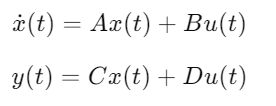 ẋ(t) = Ax(t) + Bu(t)
y(t) = Cx(t) + Du(t)